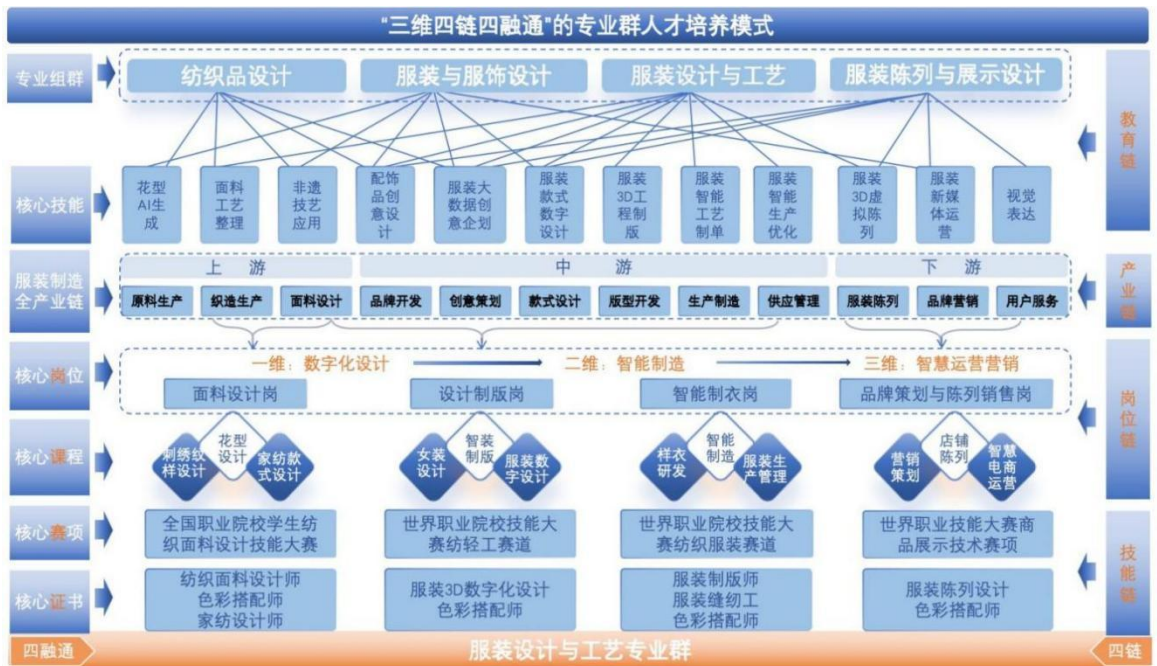 “三维四链四融通”的专业群人才培养模式
专业组群
纺织品设计
服装与服饰设计
服装设计与工艺
服装陈列与展示设计
教育链
核心技能
花型
AI生
成
面料
工艺
整理
非遗
技艺
应用
配饰
品创
意设
计
服装大
数据创
意企划
服装
款式
数字
设计
服装
3D工
程制
版
服装
智能
工艺
制单
服装
智能
生产
优化
服装
3D虚
拟陈
列
服装
新媒
体运
营
视觉
表达
服装制造
全产业链
上 游
中 游
下 游
产业链
原料生产
织造生产
面料设计
品牌开发
创意策划
款式设计
版型开发
生产制造
供应管理
服装陈列
品牌营销
用户服务
核心岗位
一维：数字化设计
二维：智能制造
三维：智慧运营营销
岗位链
面料设计岗
设计制版岗
智能制衣岗
品牌策划与陈列销售岗
核心课程
刺绣纹
样设计
花型
设计
家纺款
式设计
女装
设计
智装
制版
服装数
字设计
样衣
研发
智能
制造
服装生
产管理
营销
策划
店铺
陈列
智慧
电商
运营
核心赛项
全国职业院校学生纺
织面料设计技能大赛
世界职业院校技能大
赛纺轻工赛道
世界职业院校技能大
赛纺织服装赛道
世界职业技能大赛商
品展示技术赛项
技能链
核心证书
纺织面料设计师
色彩搭配师
家纺设计师
服装3D数字化设计
色彩搭配师
服装制版师
服装缝纫工
色彩搭配师
服装陈列设计
色彩搭配师
四融通
服装设计与工艺专业群
四链